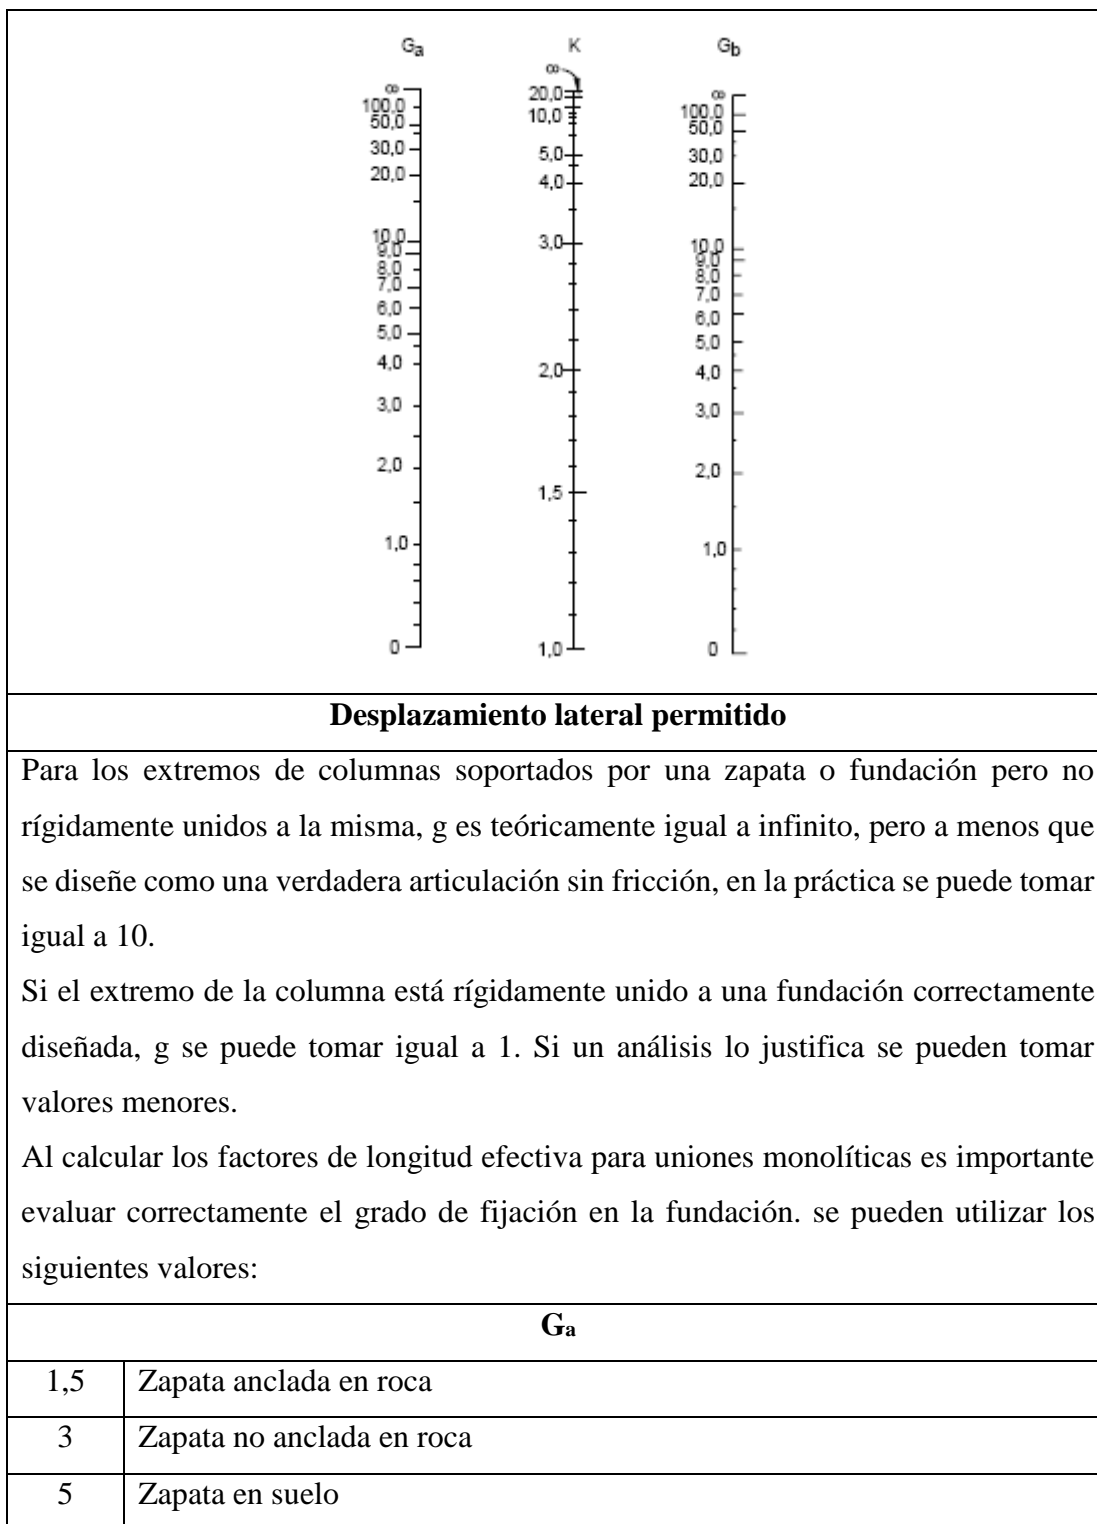 Ga K Gb
∞ ∞ ∞
100,0 20,0 100,0
50,0 10,0 50,0
30,0 5,0 30,0
20,0 4,0 20,0
10,0 3,0 10,0
9,0 9,0
8,0 8,0
7,0 7,0
6,0 6,0
5,0 5,0
4,0 2,0 4,0
3,0 3,0
2,0 2,0
1,5
1,0 1,0
0 1,0 0
Desplazamiento lateral permitido
Para los extremos de columnas soportados por una zapata o fundación pero no
rígidamente unidos a la misma, g es teóricamente igual a infinito, pero a menos que
se diseñe como una verdadera articulación sin fricción, en la práctica se puede tomar
igual a 10.
Si el extremo de la columna está rígidamente unido a una fundación correctamente
diseñada, g se puede tomar igual a 1. Si un análisis lo justifica se pueden tomar
valores menores.
Al calcular los factores de longitud efectiva para uniones monolíticas es importante
evaluar correctamente el grado de fijación en la fundación. se pueden utilizar los
siguientes valores:
Ga
1,5 Zapata anclada en roca
3 Zapata no anclada en roca
5 Zapata en suelo